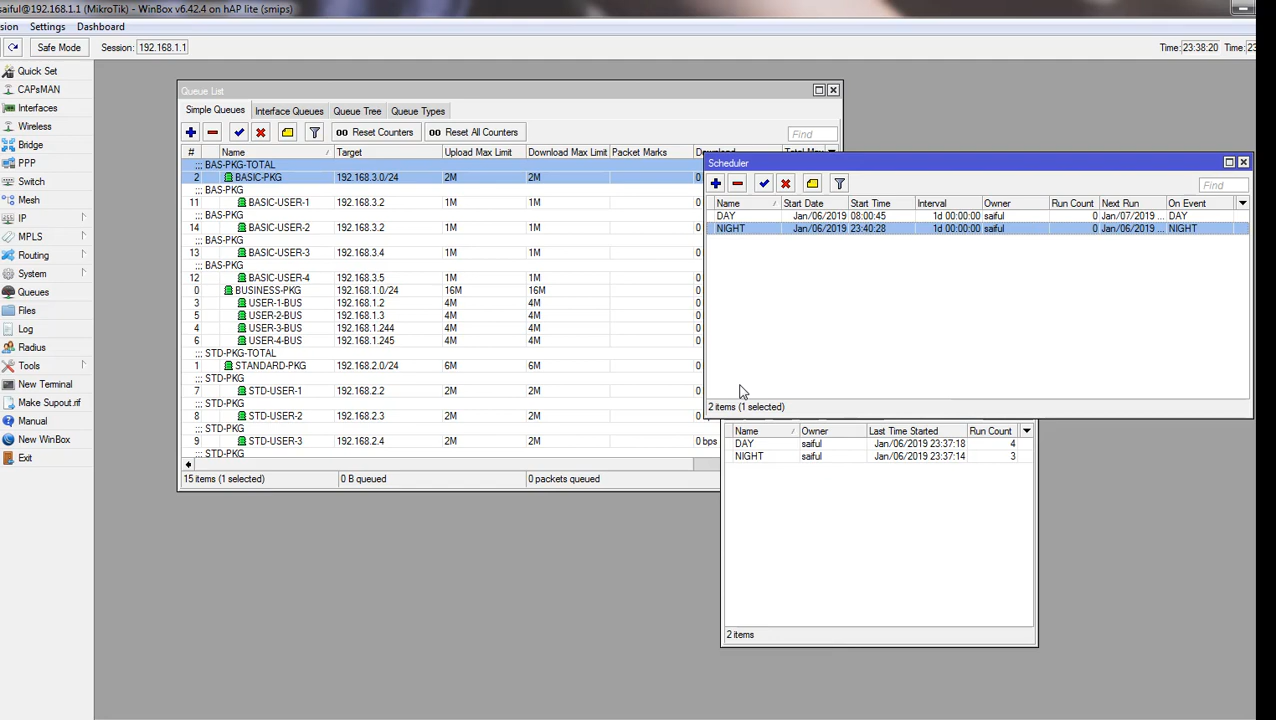 saiful@192.168.1.1 (MikroTik) - WinBox v6.42.4 on hAP lite (smips)
sion Settings Dashboard
Safe Mode Session: 192.168.1.1 Time: 23:38:20 Time: 23:
Quick Set
CAPsMAN
Interfaces
Wireless
Bridge
PPP
Switch
Mesh
IP
MPLS
Routing
System
Queues
Files
Log
Radius
Tools
New Terminal
Make Supout.rif
Manual
New WinBox
Exit
Queue List
Simple Queues Interface Queues Queue Tree Queue Types
00 Reset Counters 00 Reset All Counters Find
# Name / Target Upload Max Limit Download Max Limit Packet Marks
;;; BAS-PKG-TOTAL
2 BASIC-PKG 192.168.3.0/24 2M 2M 0
;;; BAS-PKG
11 BASIC-USER-1 192.168.3.2 1M 1M 0
;;; BAS-PKG
14 BASIC-USER-2 192.168.3.3 1M 1M 0
;;; BAS-PKG
13 BASIC-USER-3 192.168.3.4 1M 1M 0
;;; BAS-PKG
12 BASIC-USER-4 192.168.3.5 1M 1M 0
0 BUSINESS-PKG 192.168.1.0/24 16M 16M 0
3 USER-1-BUS 192.168.1.2 4M 4M 0
5 USER-2-BUS 192.168.1.3 4M 4M 0
4 USER-3-BUS 192.168.1.244 4M 4M 0
6 USER-4-BUS 192.168.1.245 4M 4M 0
;;; STD-PKG-TOTAL
1 STANDARD-PKG 192.168.2.0/24 6M 6M 0
;;; STD-PKG
7 STD-USER-1 192.168.2.2 2M 2M 0
;;; STD-PKG
8 STD-USER-2 192.168.2.3 2M 2M 0
;;; STD-PKG
9 STD-USER-3 192.168.2.4 2M 2M 0 bps
;;; STD-PKG
15 items (1 selected) 0 B queued 0 packets queued
Scheduler
Find
Name / Start Date Start Time Interval Owner Run Count Next Run On Event
DAY Jan/06/2019 08:00:45 1d 00:00:00 saiful 0 Jan/07/2019 ... DAY
NIGHT Jan/06/2019 23:40:28 1d 00:00:00 saiful 0 Jan/06/2019 ... NIGHT
2 items (1 selected)
Name / Owner Last Time Started Run Count
DAY saiful Jan/06/2019 23:37:18 4
NIGHT saiful Jan/06/2019 23:37:14 3
2 items